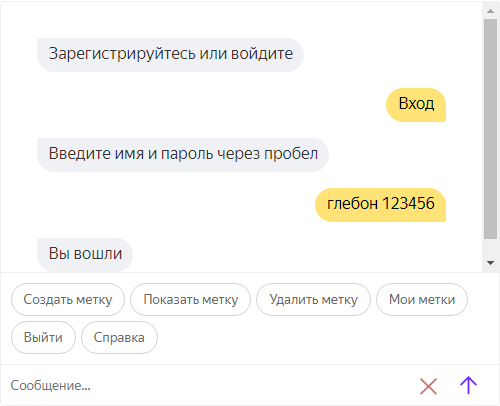 Зарегистрируйтесь или войдите
Вход
Введите имя и пароль через пробел
глебон 123456
Вы вошли
Создать метку Показать метку Удалить метку Мои метки
Выйти Справка
Сообщение...